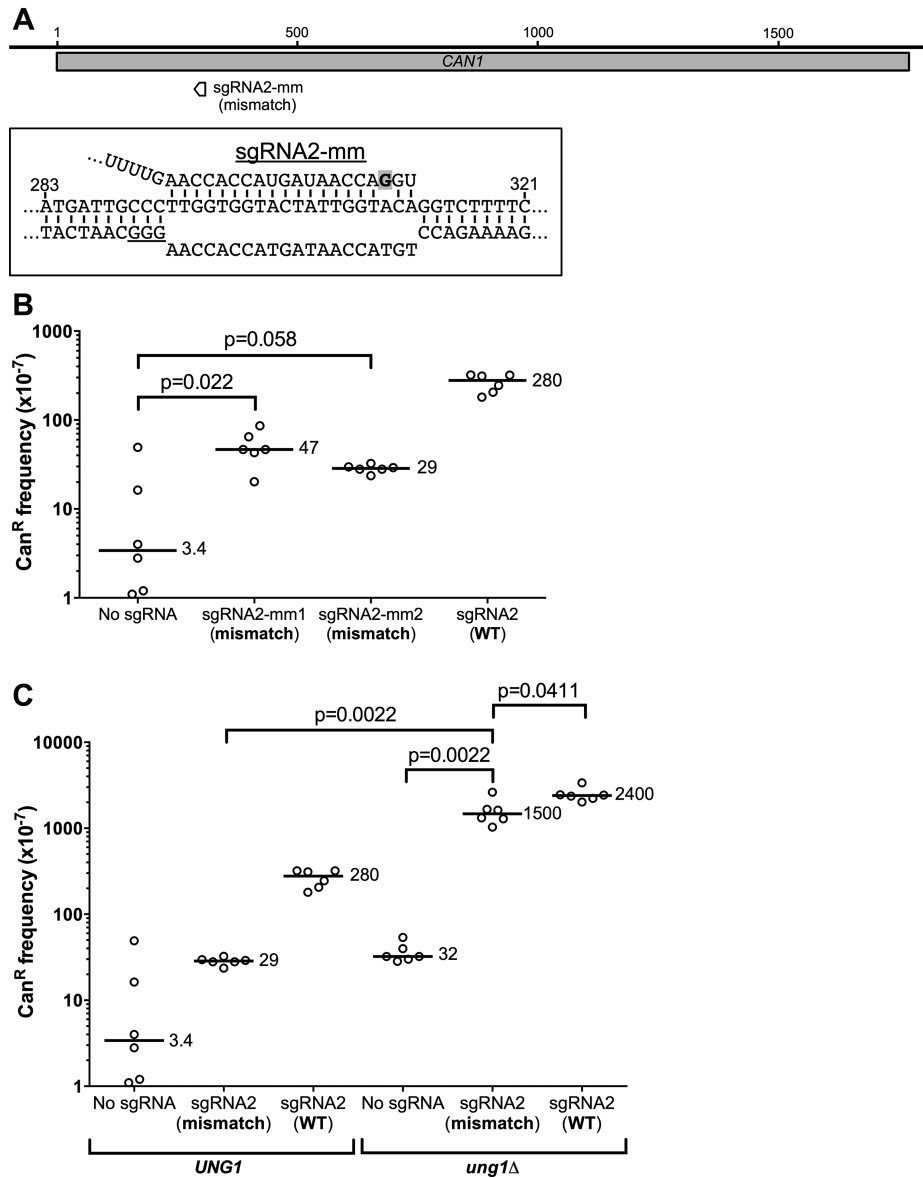 A
1 500 1000 1500
CAN1
sgRNA2-mm
(mismatch)
sgRNA2-mm
...UUUUGAACCACCAUGAUAACCAGGU
283 321
...ATGATTGCCCTTGGTGGTACTATTGGTACAGGTCTTTTC...
...TACTAACGGG CCAGAAAAG...
AACCACCATGATAACCATGT
B
CanR frequency (x10-7)
1000
100
10
1
p=0.058
p=0.022
3.4
47
29
280
No sgRNA sgRNA2-mm1 sgRNA2-mm2 sgRNA2
(mismatch) (mismatch) (WT)
C
CanR frequency (x10-7)
10000
1000
100
10
1
p=0.0411
p=0.0022
p=0.0022
3.4
29
280
32
1500
2400
No sgRNA sgRNA2 sgRNA2 No sgRNA sgRNA2 sgRNA2
(mismatch) (WT) (mismatch) (WT)
UNG1 ung1Δ